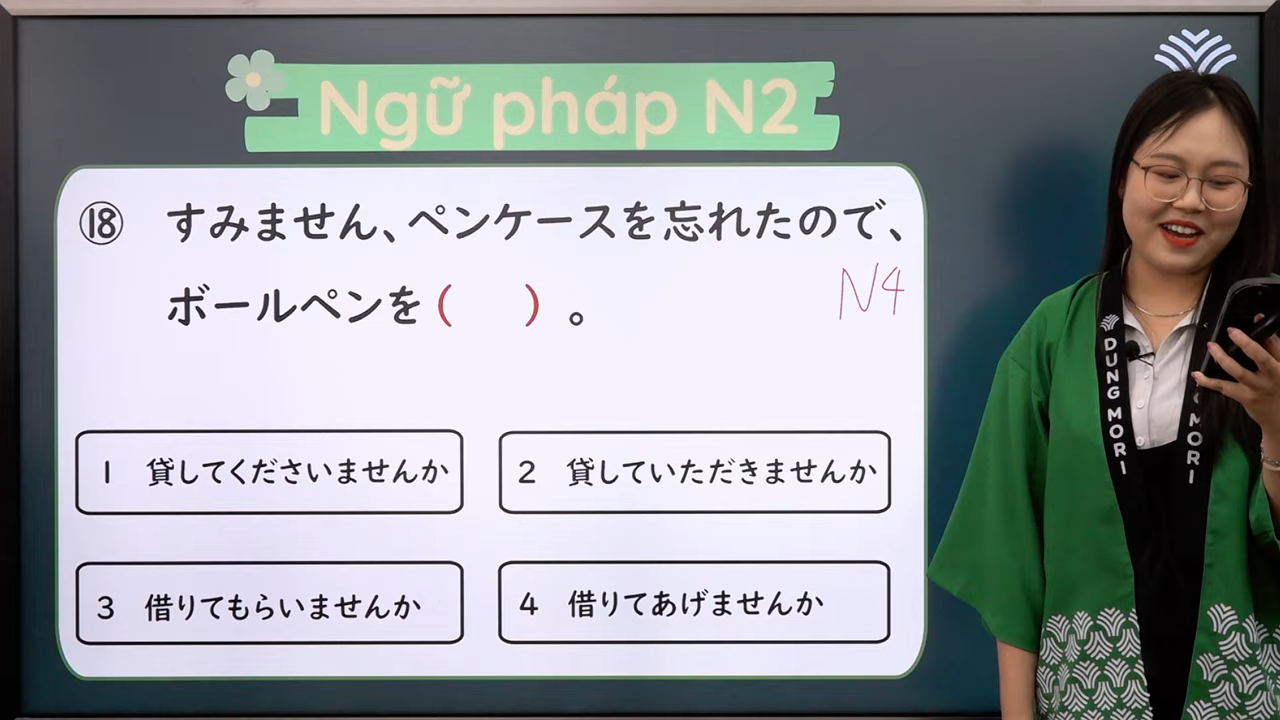 Ngữ pháp N2
⑱ すみません、ペンケースを忘れたので、
ボールペンを( )。
N4
1 貸してくださいませんか
2 貸していただきませんか
3 借りてもらいませんか
4 借りてあげませんか
DUNG MORI
MORI